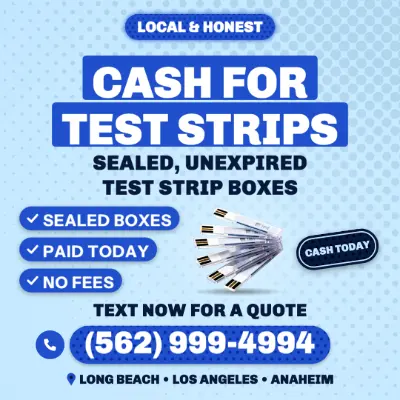 LOCAL & HONEST
CASH FOR
TEST STRIPS
SEALED, UNEXPIRED
TEST STRIP BOXES
SEALED BOXES
PAID TODAY
NO FEES
CASH TODAY
TEXT NOW FOR A QUOTE
(562) 999-4994
LONG BEACH • LOS ANGELES • ANAHEIM